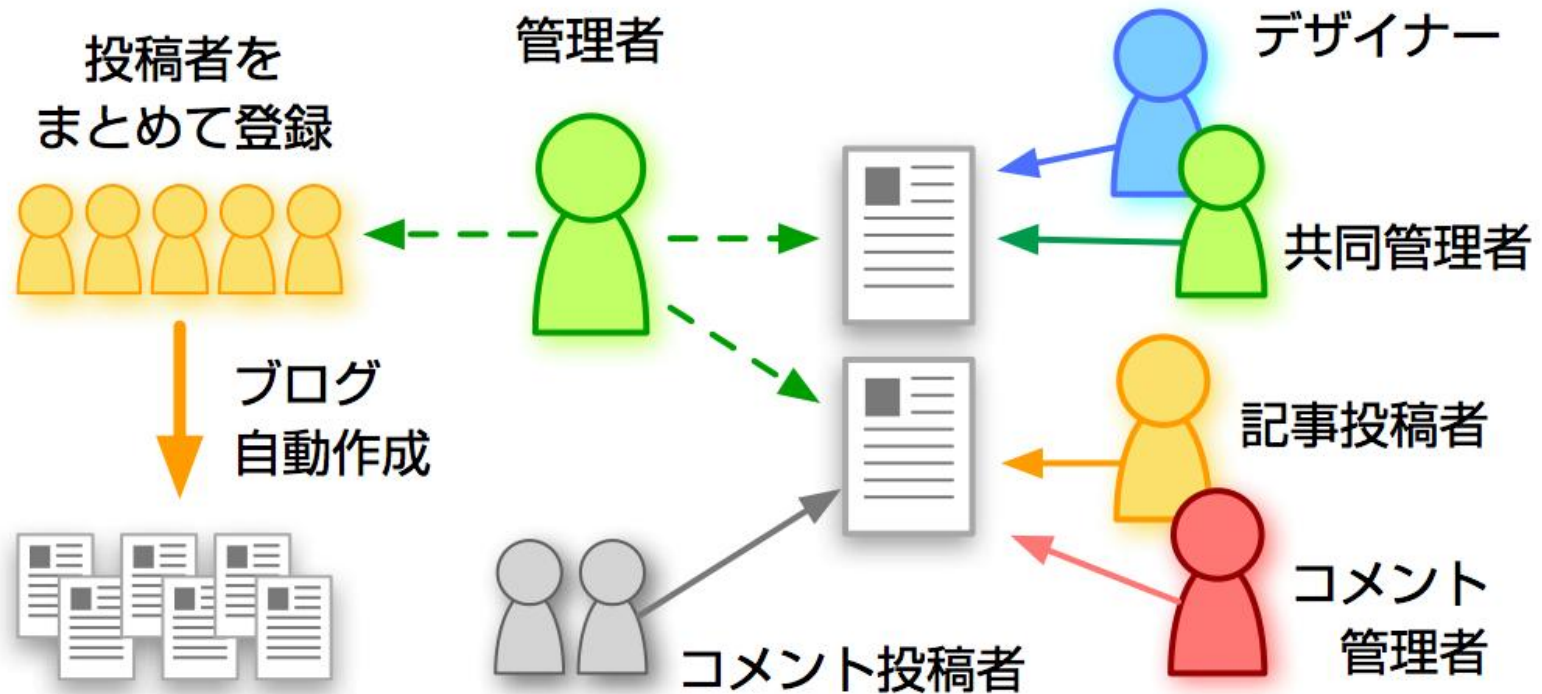 投稿者を
まとめて登録
管理者
デザイナー
共同管理者
ブログ
自動作成
記事投稿者
コメント
管理者
コメント投稿者